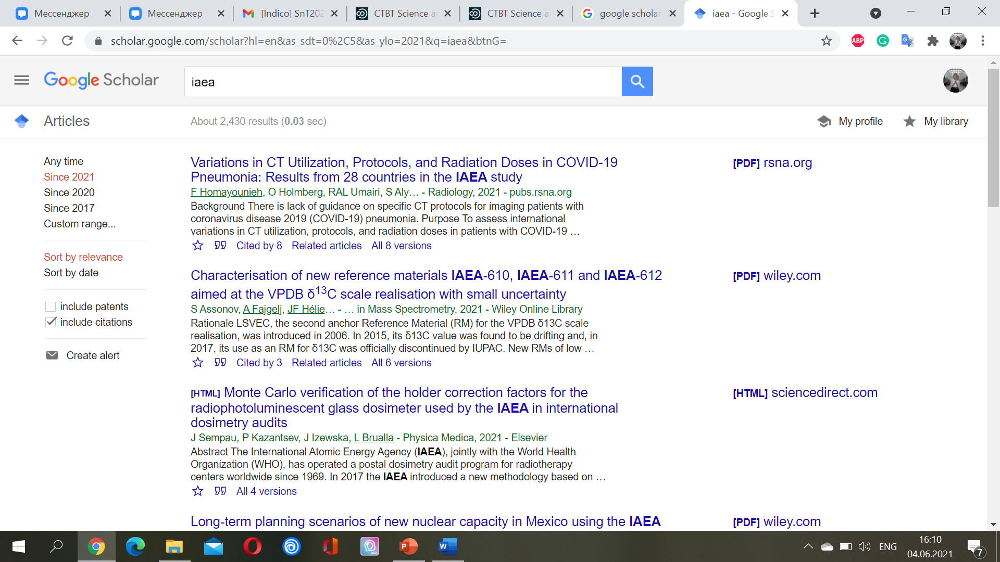 Мессенджер
Мессенджер
[Indico] SnT202
CTBT Science a
CTBT Science a
google scholar
iaea - Google S
scholar.google.com/scholar?hl=en&as_sdt=0%2C5&as_ylo=2021&q=iaea&btnG=
ABP
Google Scholar
iaea
Articles
About 2,430 results (0.03 sec)
My profile
My library
Any time
Since 2021
Since 2020
Since 2017
Custom range...
Sort by relevance
Sort by date
include patents
include citations
Create alert
Variations in CT Utilization, Protocols, and Radiation Doses in COVID-19
Pneumonia: Results from 28 countries in the IAEA study
F Homayounieh, O Holmberg, RAL Umairi, S Aly… - Radiology, 2021 - pubs.rsna.org
Background There is lack of guidance on specific CT protocols for imaging patients with
coronavirus disease 2019 (COVID-19) pneumonia. Purpose To assess international
variations in CT utilization, protocols, and radiation doses in patients with COVID-19 …
Cited by 8 Related articles All 8 versions
[PDF] rsna.org
Characterisation of new reference materials IAEA-610, IAEA-611 and IAEA-612
aimed at the VPDB δ¹³C scale realisation with small uncertainty
S Assonov, A Fajgelj, JF Hélie… - … in Mass Spectrometry, 2021 - Wiley Online Library
Rationale LSVEC, the second anchor Reference Material (RM) for the VPDB δ13C scale
realisation, was introduced in 2006. In 2015, its δ13C value was found to be drifting and, in
2017, its use as an RM for δ13C was officially discontinued by IUPAC. New RMs of low …
Cited by 3 Related articles All 6 versions
[PDF] wiley.com
[HTML] Monte Carlo verification of the holder correction factors for the
radiophotoluminescent glass dosimeter used by the IAEA in international
dosimetry audits
J Sempau, P Kazantsev, J Izewska, L Brualla - Physica Medica, 2021 - Elsevier
Abstract The International Atomic Energy Agency (IAEA), jointly with the World Health
Organization (WHO), has operated a postal dosimetry audit program for radiotherapy
centers worldwide since 1969. In 2017 the IAEA introduced a new methodology based on …
All 4 versions
[HTML] sciencedirect.com
Long-term planning scenarios of new nuclear capacity in Mexico using the IAEA
[PDF] wiley.com
ENG
16:10
04.06.2021
7